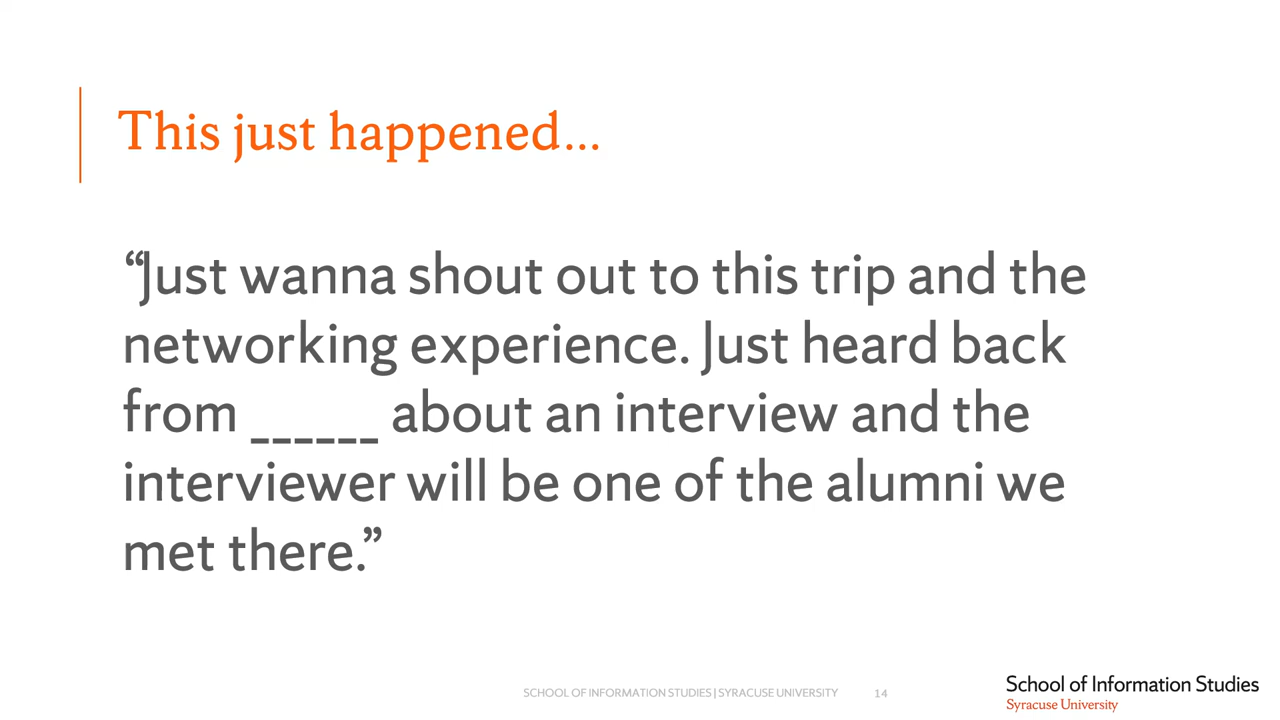 This just happened...
“Just wanna shout out to this trip and the
networking experience. Just heard back
from ______ about an interview and the
interviewer will be one of the alumni we
met there.”
SCHOOL OF INFORMATION STUDIES | SYRACUSE UNIVERSITY 14
School of Information Studies
Syracuse University